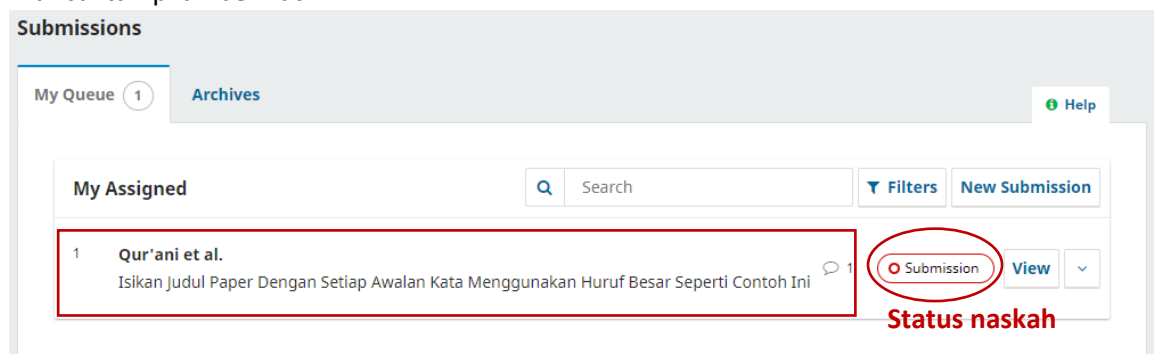 Submissions
My Queue 1 Archives
Help
My Assigned Search Filters New Submission
1 Qur'ani et al.
Isikan Judul Paper Dengan Setiap Awalan Kata Menggunakan Huruf Besar Seperti Contoh Ini 1 Submission View
Status naskah